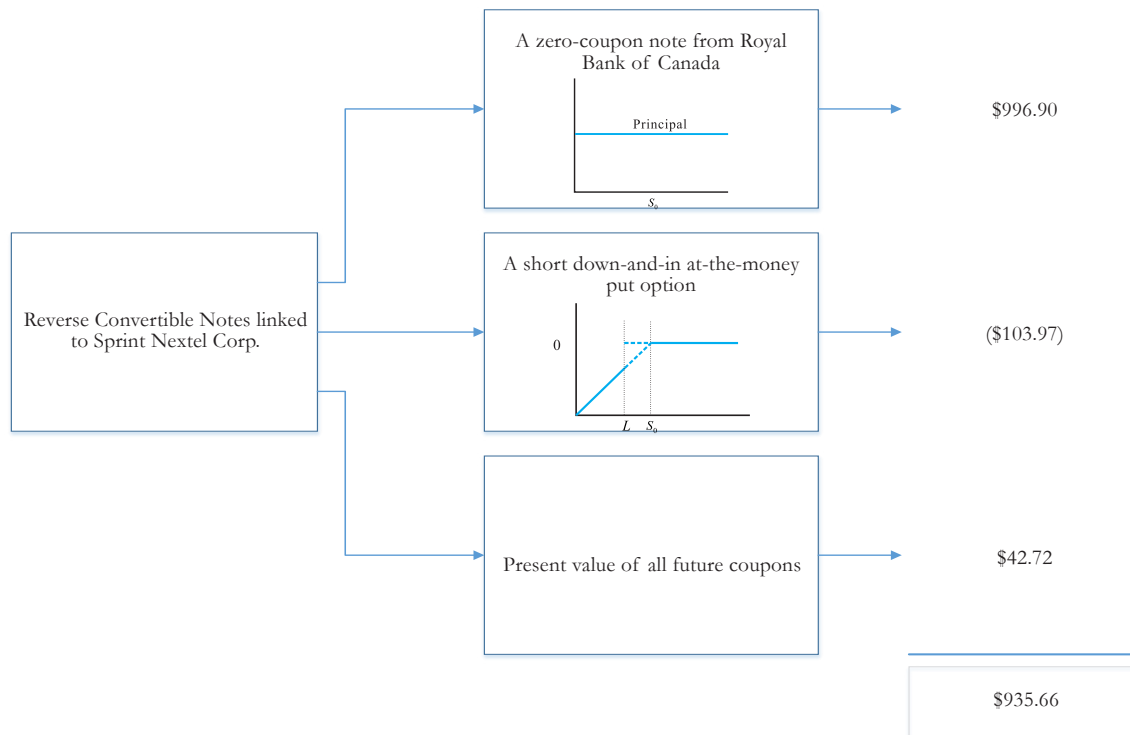 A zero-coupon note from Royal
Bank of Canada
Principal
S₀
$996.90
Reverse Convertible Notes linked
to Sprint Nextel Corp.
A short down-and-in at-the-money
put option
0
L S₀
($103.97)
Present value of all future coupons
$42.72
$935.66